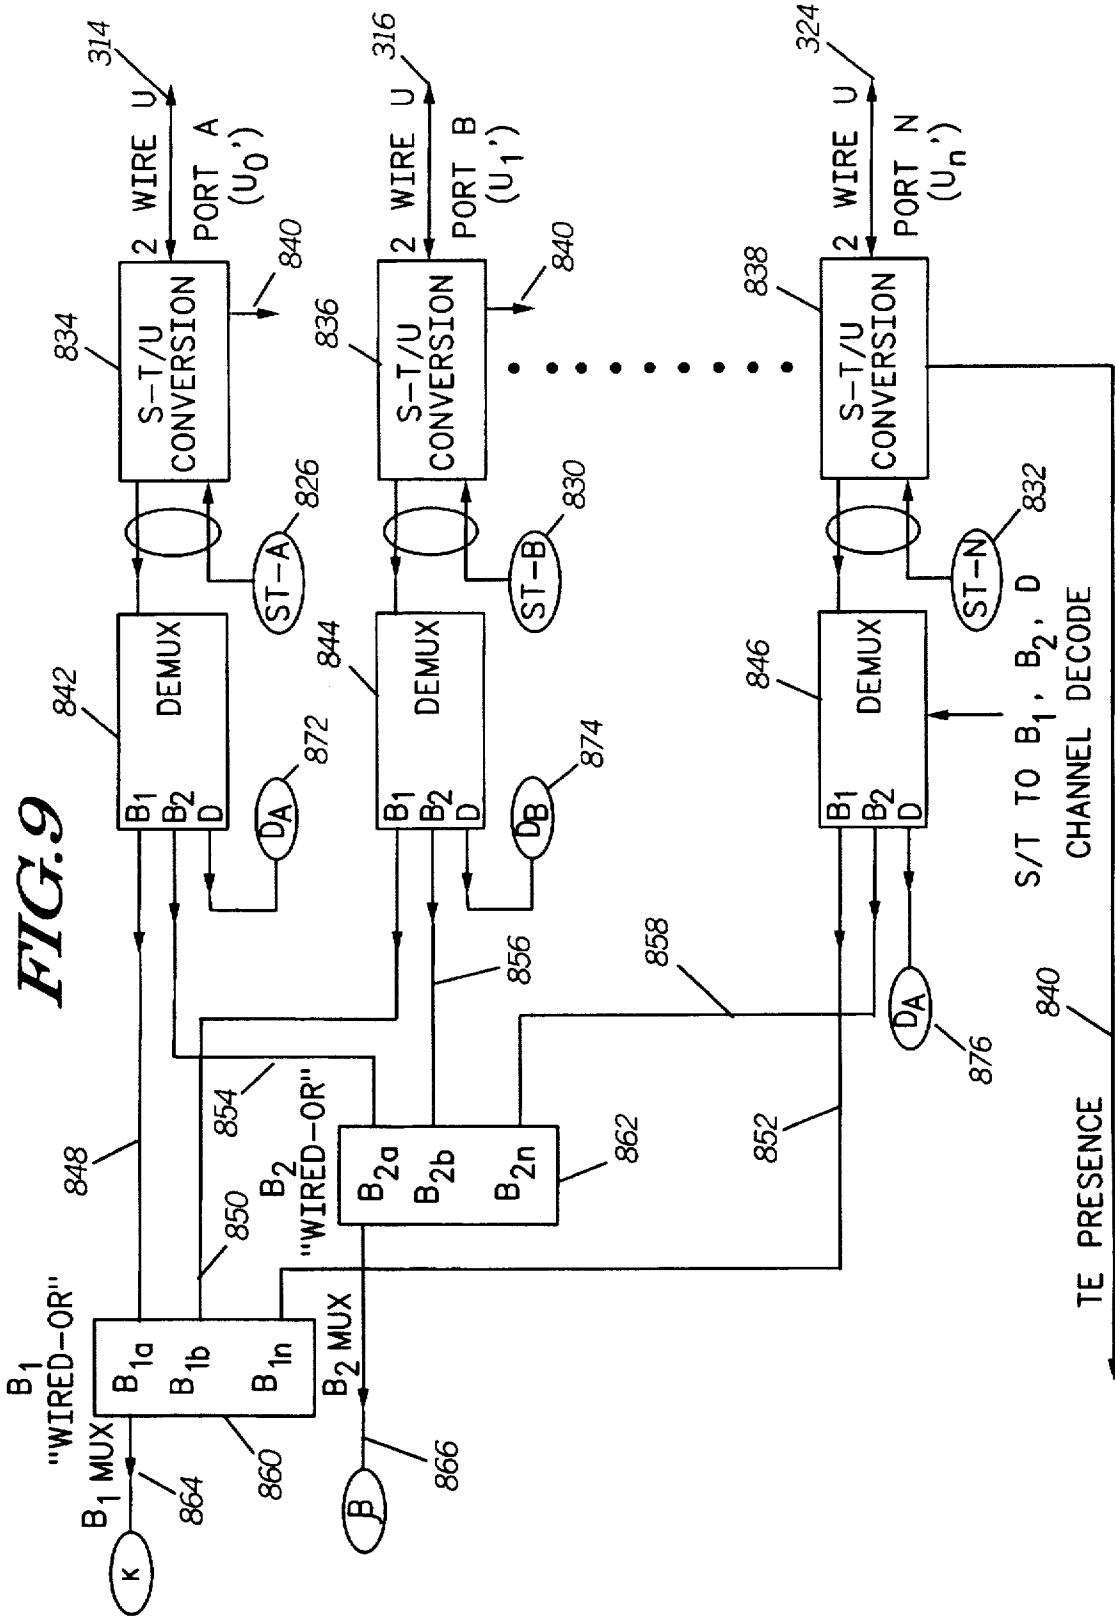 FIG.9
314
2 WIRE U
PORT A
(U0')
840
834
S-T/U
CONVERSION
826
ST-A
842
DEMUX
B1
B2
D
DA
872
848
854
850
B1
"WIRED-OR"
B1a
B1b
B1n
B1 MUX
864
860
K
316
2 WIRE U
PORT B
(U1')
840
836
S-T/U
CONVERSION
830
ST-B
844
DEMUX
B1
B2
D
DB
874
856
858
B2
"WIRED-OR"
B2a
B2b
B2n
862
B2 MUX
866
β
324
2 WIRE U
PORT N
(Un')
838
S-T/U
CONVERSION
832
ST-N
846
DEMUX
B1
B2
D
DA
876
852
S/T TO B1, B2, D
CHANNEL DECODE
840
TE PRESENCE